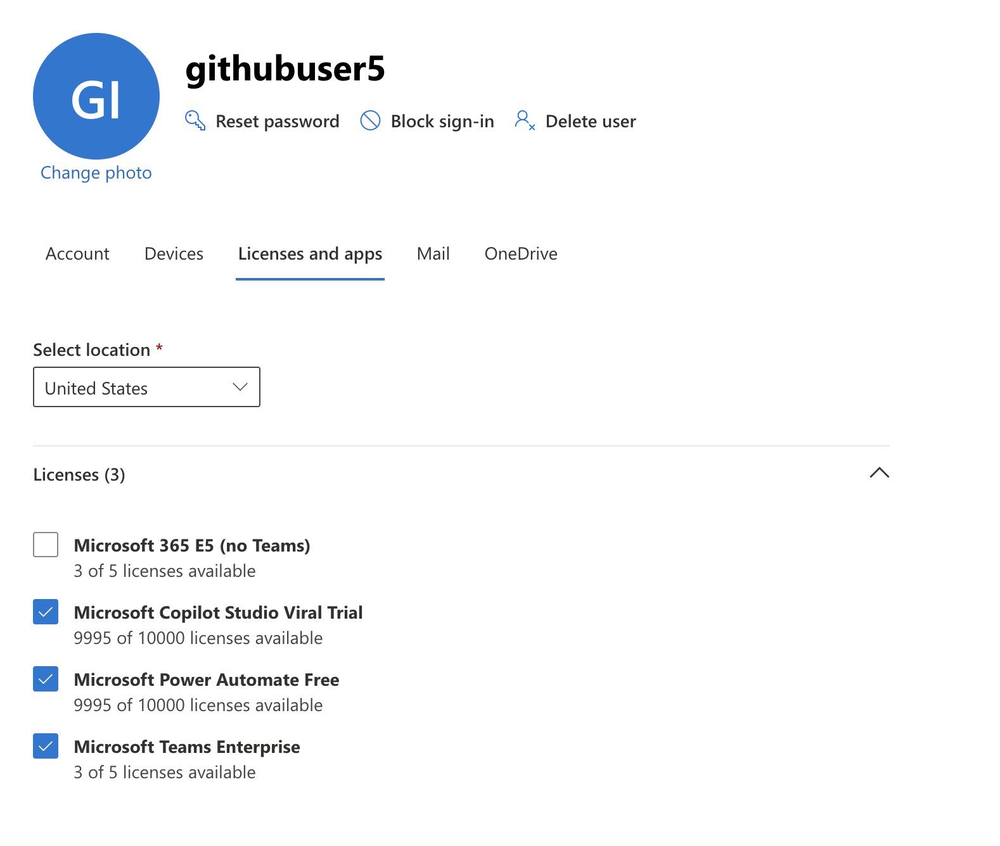 GI
githubuser5
Reset password Block sign-in Delete user
Change photo
Account Devices Licenses and apps Mail OneDrive
Select location *
United States
Licenses (3)
Microsoft 365 E5 (no Teams)
3 of 5 licenses available
Microsoft Copilot Studio Viral Trial
9995 of 10000 licenses available
Microsoft Power Automate Free
9995 of 10000 licenses available
Microsoft Teams Enterprise
3 of 5 licenses available